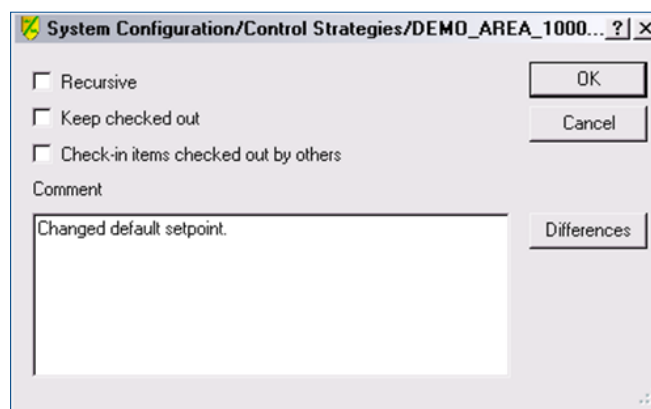 System Configuration/Control Strategies/DEMO_AREA_1000...
Recursive
OK
Keep checked out
Cancel
Check-in items checked out by others
Comment
Changed default setpoint.
Differences